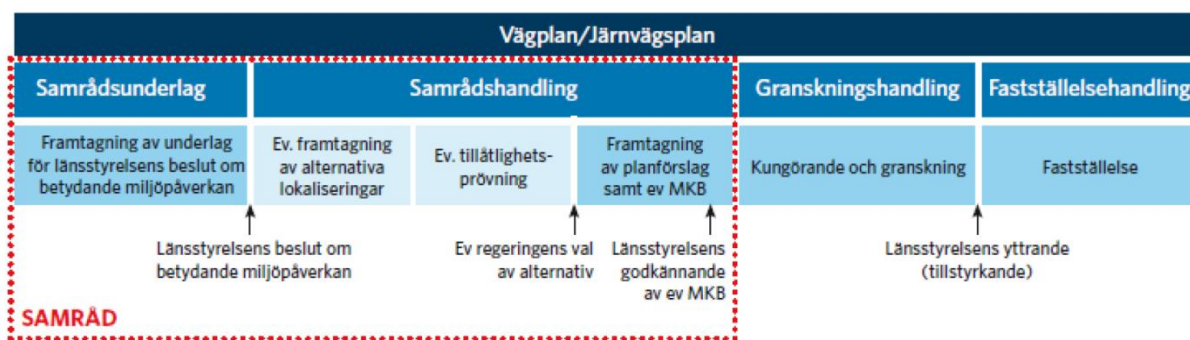 Vägplan/Järnvägsplan
Samrådsunderlag
Samrådshandling
Granskningshandling
Fastställelsehandling
Framtagning av underlag
för länsstyrelsens beslut om
betydande miljöpåverkan
Ev. framtagning
av alternativa
lokaliseringar
Ev. tillåtlighets-
prövning
Framtagning
av planförslag
samt ev MKB
Kungörande och granskning
Fastställelse
Länsstyrelsens beslut om
betydande miljöpåverkan
Ev regeringens val
av alternativ
Länsstyrelsens
godkännande
av ev MKB
Länsstyrelsens yttrande
(tillstyrkande)
SAMRÅD